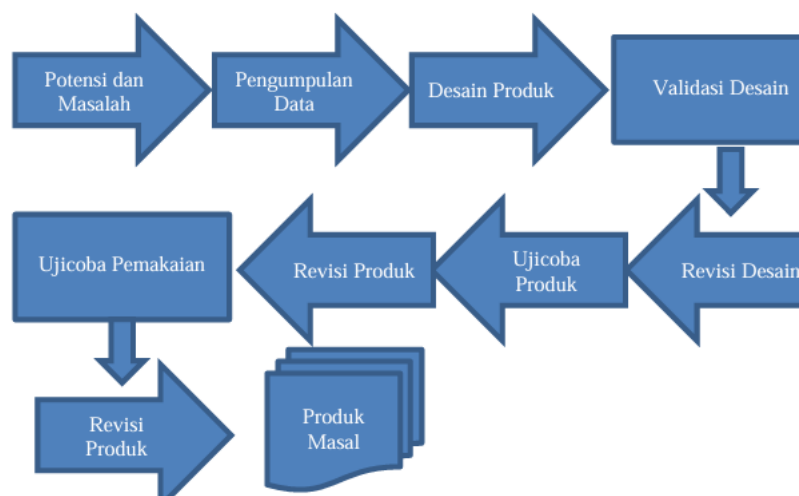 Potensi dan
Masalah
Pengumpulan
Data
Desain Produk
Validasi Desain
Revisi Desain
Ujicoba
Produk
Revisi Produk
Ujicoba Pemakaian
Revisi
Produk
Produk
Masal